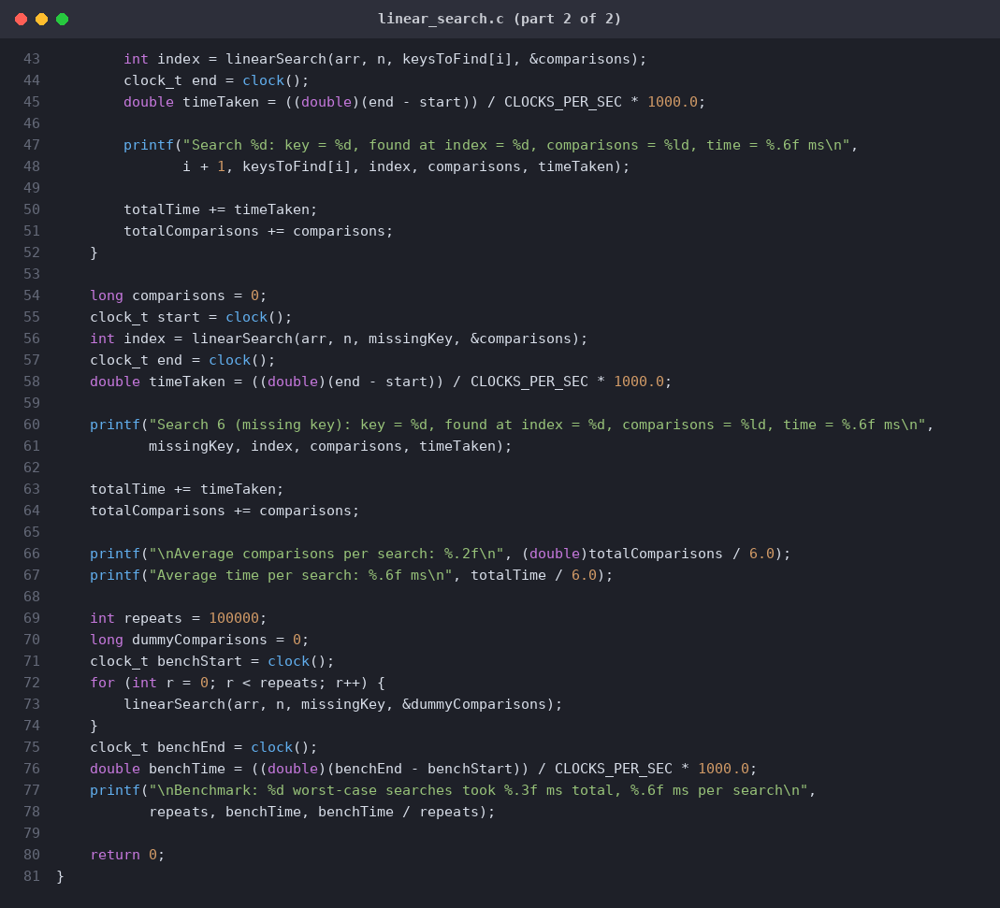 linear_search.c (part 2 of 2)
43         int index = linearSearch(arr, n, keysToFind[i], &comparisons);
44         clock_t end = clock();
45         double timeTaken = ((double)(end - start)) / CLOCKS_PER_SEC * 1000.0;
46
47         printf("Search %d: key = %d, found at index = %d, comparisons = %ld, time = %.6f ms\n",
48                i + 1, keysToFind[i], index, comparisons, timeTaken);
49
50         totalTime += timeTaken;
51         totalComparisons += comparisons;
52     }
53
54     long comparisons = 0;
55     clock_t start = clock();
56     int index = linearSearch(arr, n, missingKey, &comparisons);
57     clock_t end = clock();
58     double timeTaken = ((double)(end - start)) / CLOCKS_PER_SEC * 1000.0;
59
60     printf("Search 6 (missing key): key = %d, found at index = %d, comparisons = %ld, time = %.6f ms\n",
61            missingKey, index, comparisons, timeTaken);
62
63     totalTime += timeTaken;
64     totalComparisons += comparisons;
65
66     printf("\nAverage comparisons per search: %.2f\n", (double)totalComparisons / 6.0);
67     printf("Average time per search: %.6f ms\n", totalTime / 6.0);
68
69     int repeats = 100000;
70     long dummyComparisons = 0;
71     clock_t benchStart = clock();
72     for (int r = 0; r < repeats; r++) {
73         linearSearch(arr, n, missingKey, &dummyComparisons);
74     }
75     clock_t benchEnd = clock();
76     double benchTime = ((double)(benchEnd - benchStart)) / CLOCKS_PER_SEC * 1000.0;
77     printf("\nBenchmark: %d worst-case searches took %.3f ms total, %.6f ms per search\n",
78            repeats, benchTime, benchTime / repeats);
79
80     return 0;
81 }